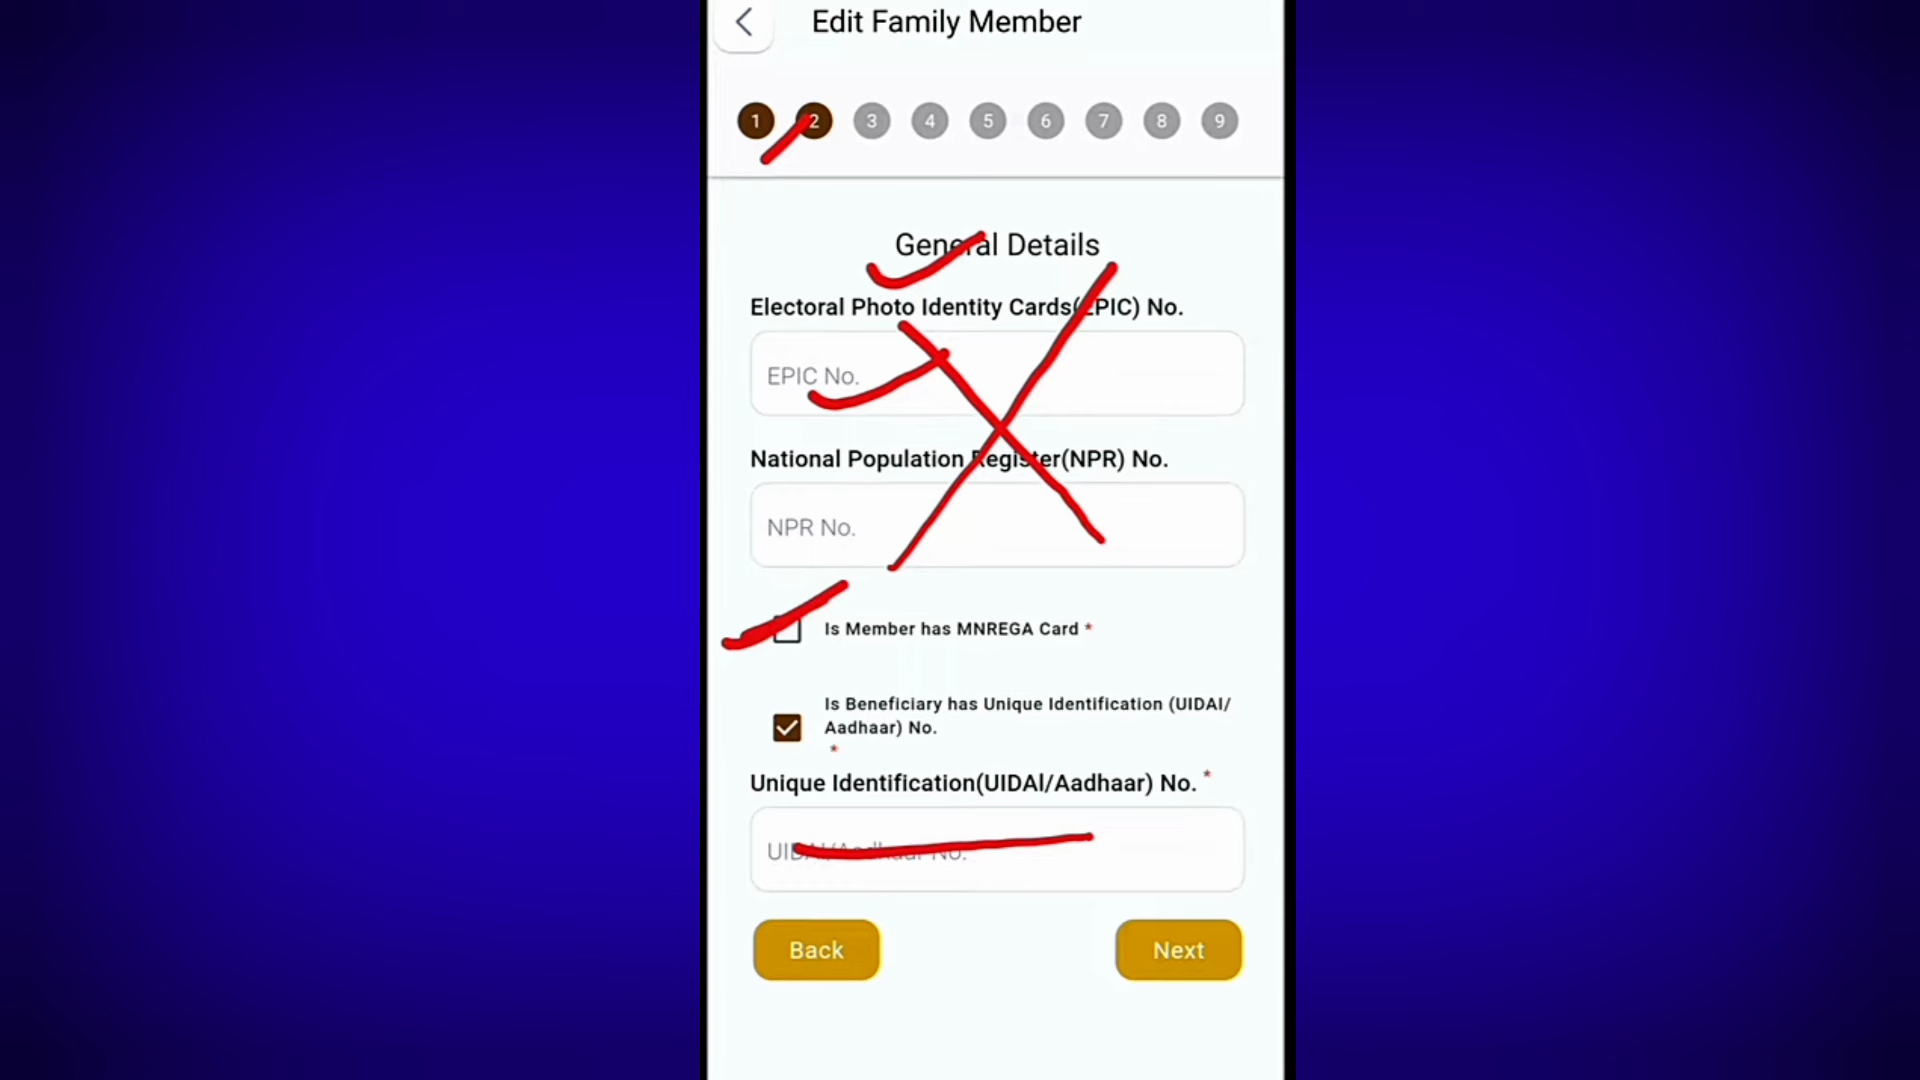 Edit Family Member
1 2 3 4 5 6 7 8 9
General Details
Electoral Photo Identity Cards(EPIC) No.
EPIC No.
National Population Register(NPR) No.
NPR No.
Is Member has MNREGA Card *
Is Beneficiary has Unique Identification (UIDAI/
Aadhaar) No.
*
Unique Identification(UIDAI/Aadhaar) No. *
UIDAI/Aadhaar No.
Back Next